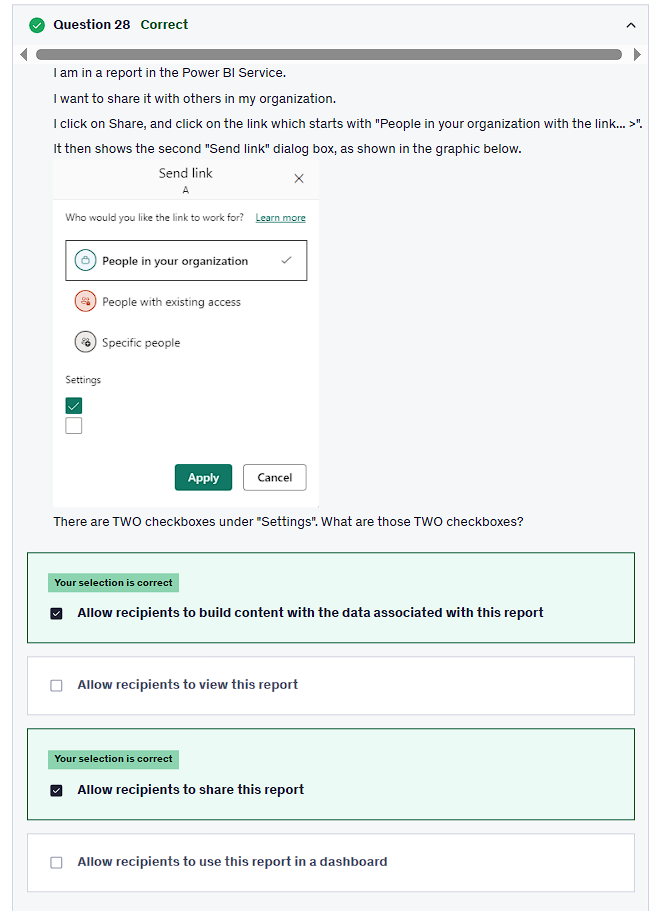 Question 28 Correct
I am in a report in the Power BI Service.
I want to share it with others in my organization.
I click on Share, and click on the link which starts with "People in your organization with the link... >".
It then shows the second "Send link" dialog box, as shown in the graphic below.
Send link
A
Who would you like the link to work for? Learn more
People in your organization
People with existing access
Specific people
Settings
Apply Cancel
There are TWO checkboxes under "Settings". What are those TWO checkboxes?
Your selection is correct
Allow recipients to build content with the data associated with this report
Allow recipients to view this report
Your selection is correct
Allow recipients to share this report
Allow recipients to use this report in a dashboard